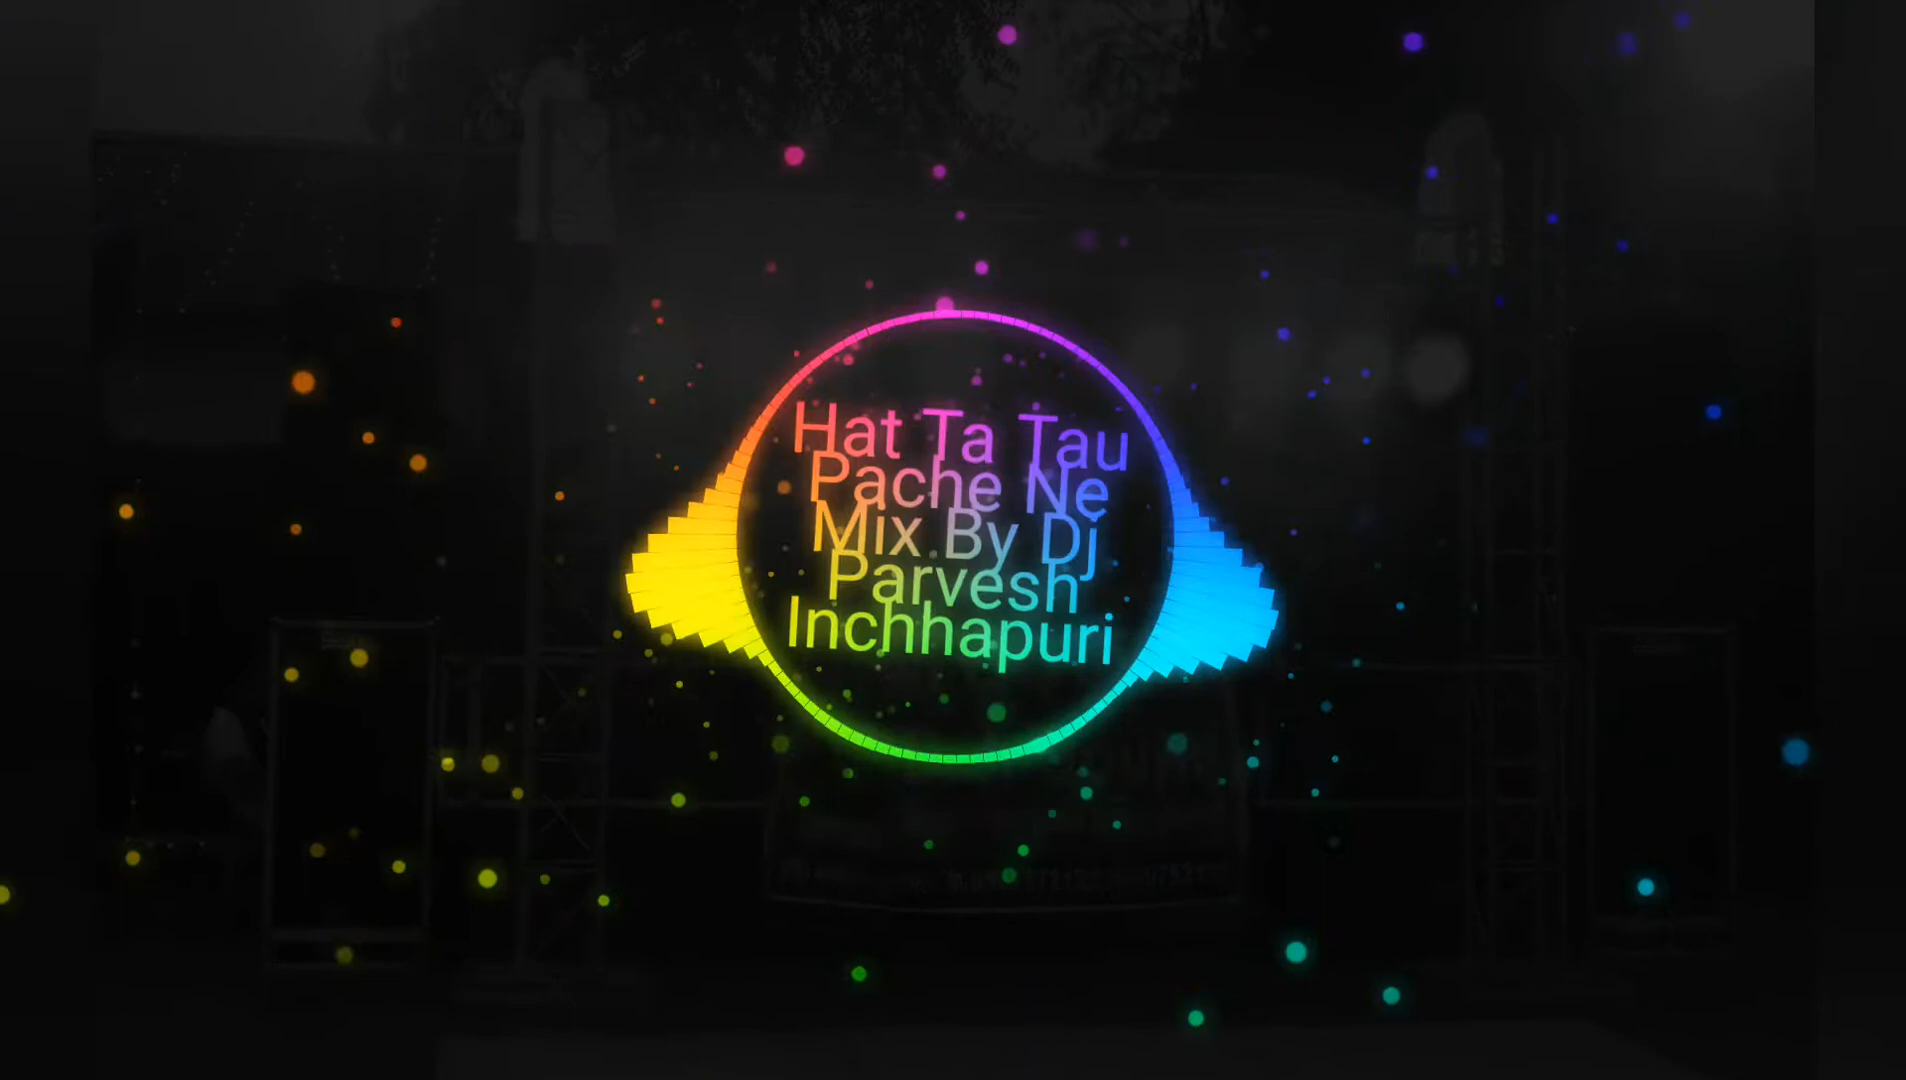 Hat Ta Tau
Pache Ne
Mix By Dj
Parvesh
Inchhapuri